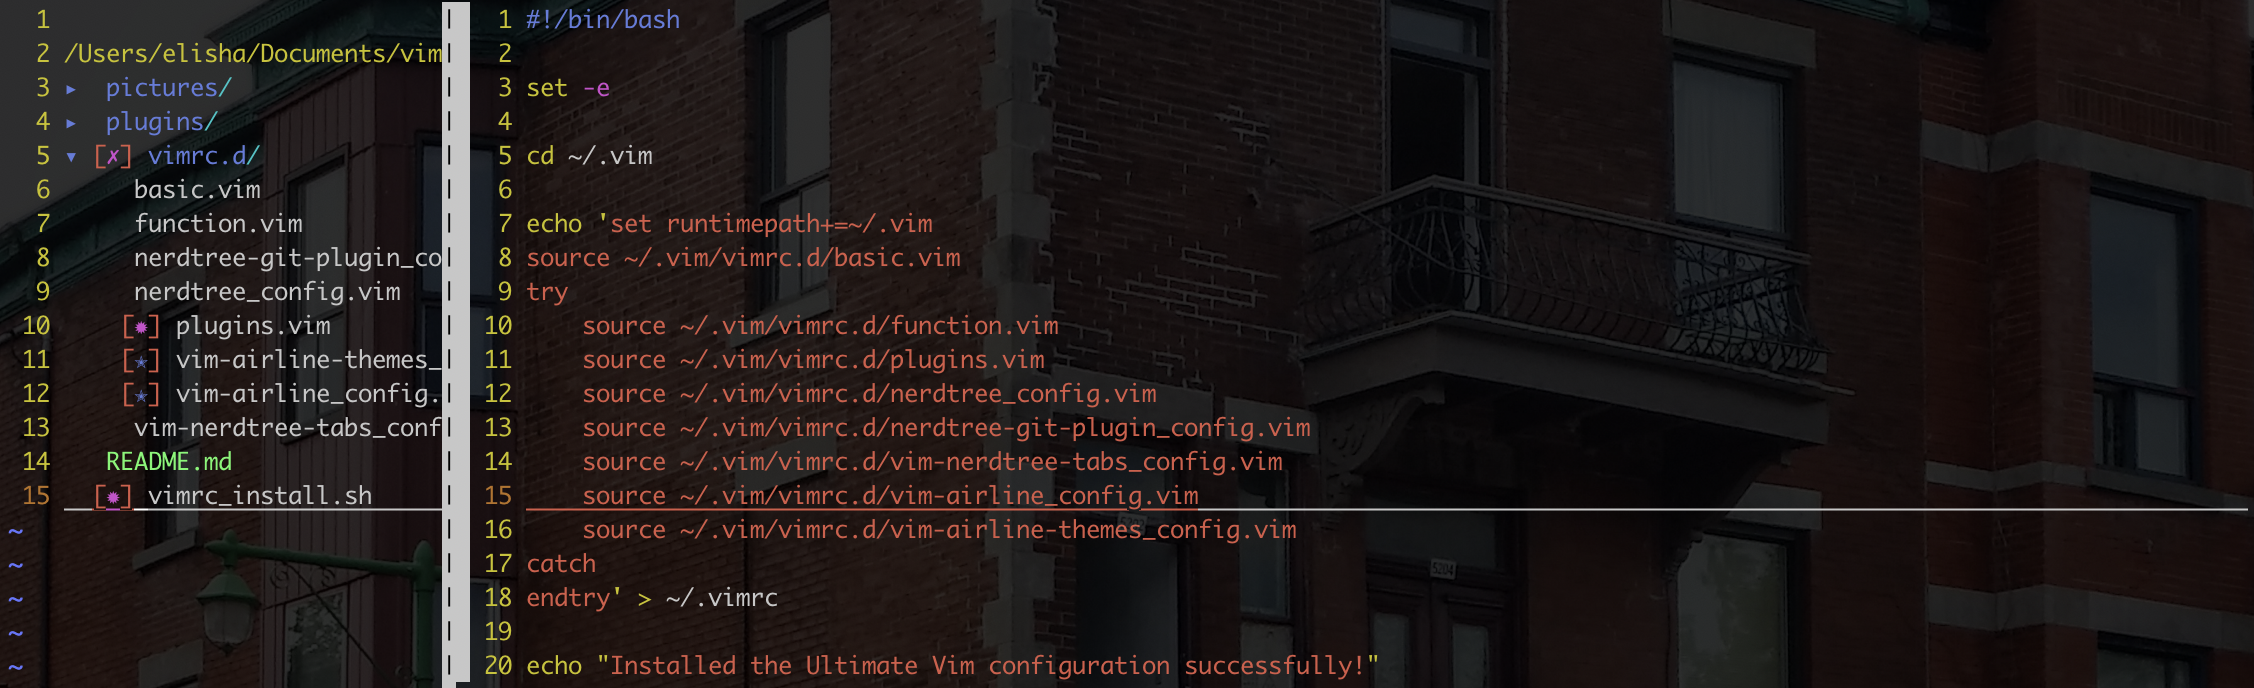 1
2 /Users/elisha/Documents/vim
3 ▸ pictures/
4 ▸ plugins/
5 ▾ [✗] vimrc.d/
6 basic.vim
7 function.vim
8 nerdtree-git-plugin_co
9 nerdtree_config.vim
10 [✹] plugins.vim
11 [✭] vim-airline-themes_
12 [✭] vim-airline_config.
13 vim-nerdtree-tabs_conf
14 README.md
15 [✹] vimrc_install.sh
~
~
~
~
~
1 #!/bin/bash
2
3 set -e
4
5 cd ~/.vim
6
7 echo 'set runtimepath+=~/.vim
8 source ~/.vim/vimrc.d/basic.vim
9 try
10 source ~/.vim/vimrc.d/function.vim
11 source ~/.vim/vimrc.d/plugins.vim
12 source ~/.vim/vimrc.d/nerdtree_config.vim
13 source ~/.vim/vimrc.d/nerdtree-git-plugin_config.vim
14 source ~/.vim/vimrc.d/vim-nerdtree-tabs_config.vim
15 source ~/.vim/vimrc.d/vim-airline_config.vim
16 source ~/.vim/vimrc.d/vim-airline-themes_config.vim
17 catch
18 endtry' > ~/.vimrc
19
20 echo "Installed the Ultimate Vim configuration successfully!"
5204